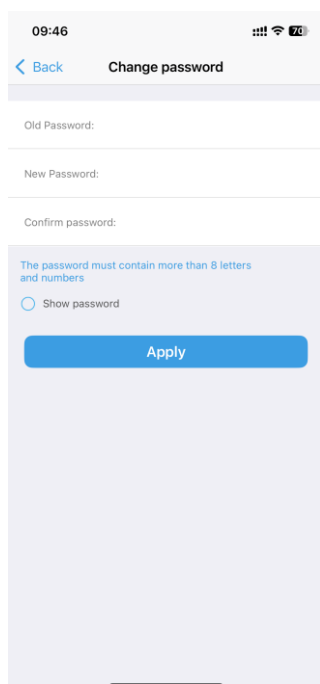 09:46
70
Back
Change password
Old Password:
New Password:
Confirm password:
The password must contain more than 8 letters
and numbers
Show password
Apply